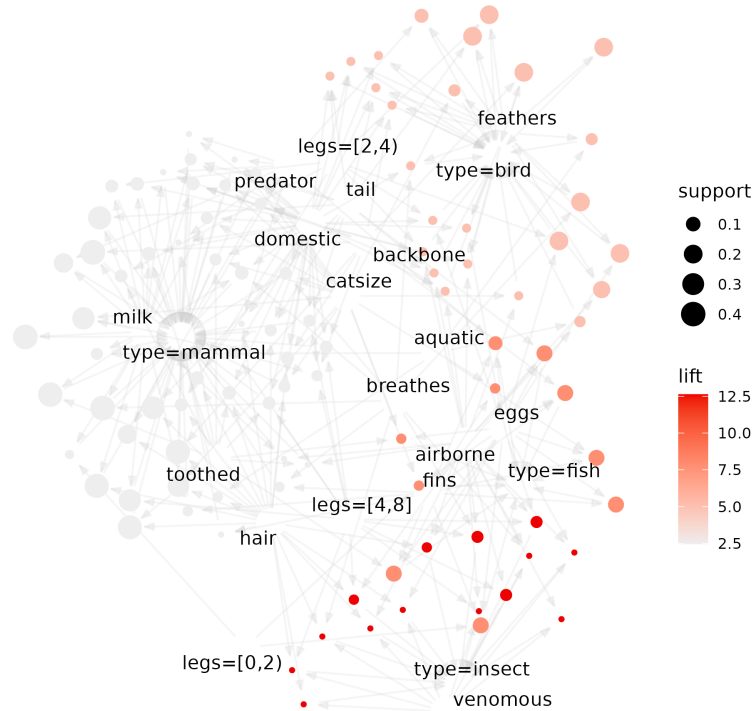 feathers
legs=[2,4)
type=bird
predator
tail
domestic
backbone
catsize
milk
type=mammal
aquatic
breathes
eggs
airborne
type=fish
toothed
fins
legs=[4,8]
hair
legs=[0,2)
type=insect
venomous
support
0.1
0.2
0.3
0.4
lift
12.5
10.0
7.5
5.0
2.5